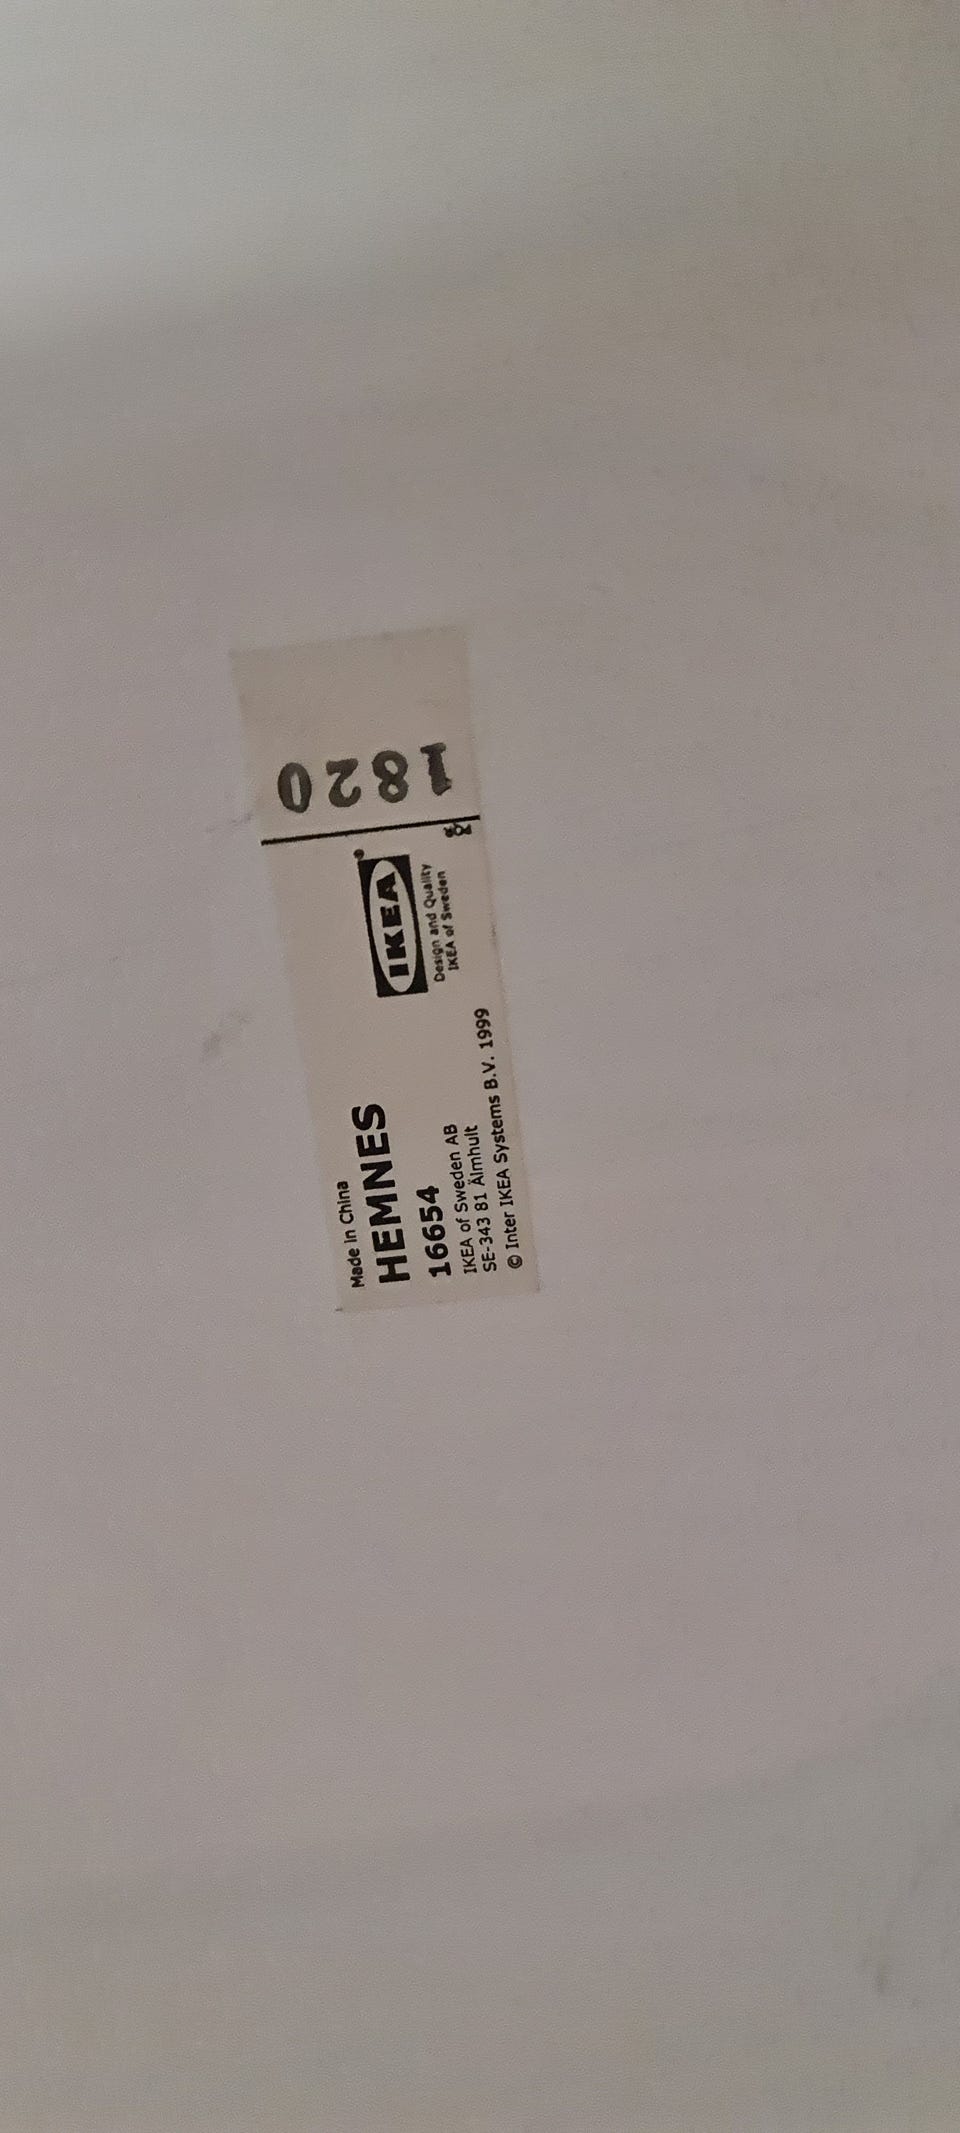 Made in China
HEMNES
16654
IKEA of Sweden AB
SE-343 81 Älmhult
© Inter IKEA Systems B.V. 1999
IKEA®
Design and Quality
IKEA of Sweden
1820